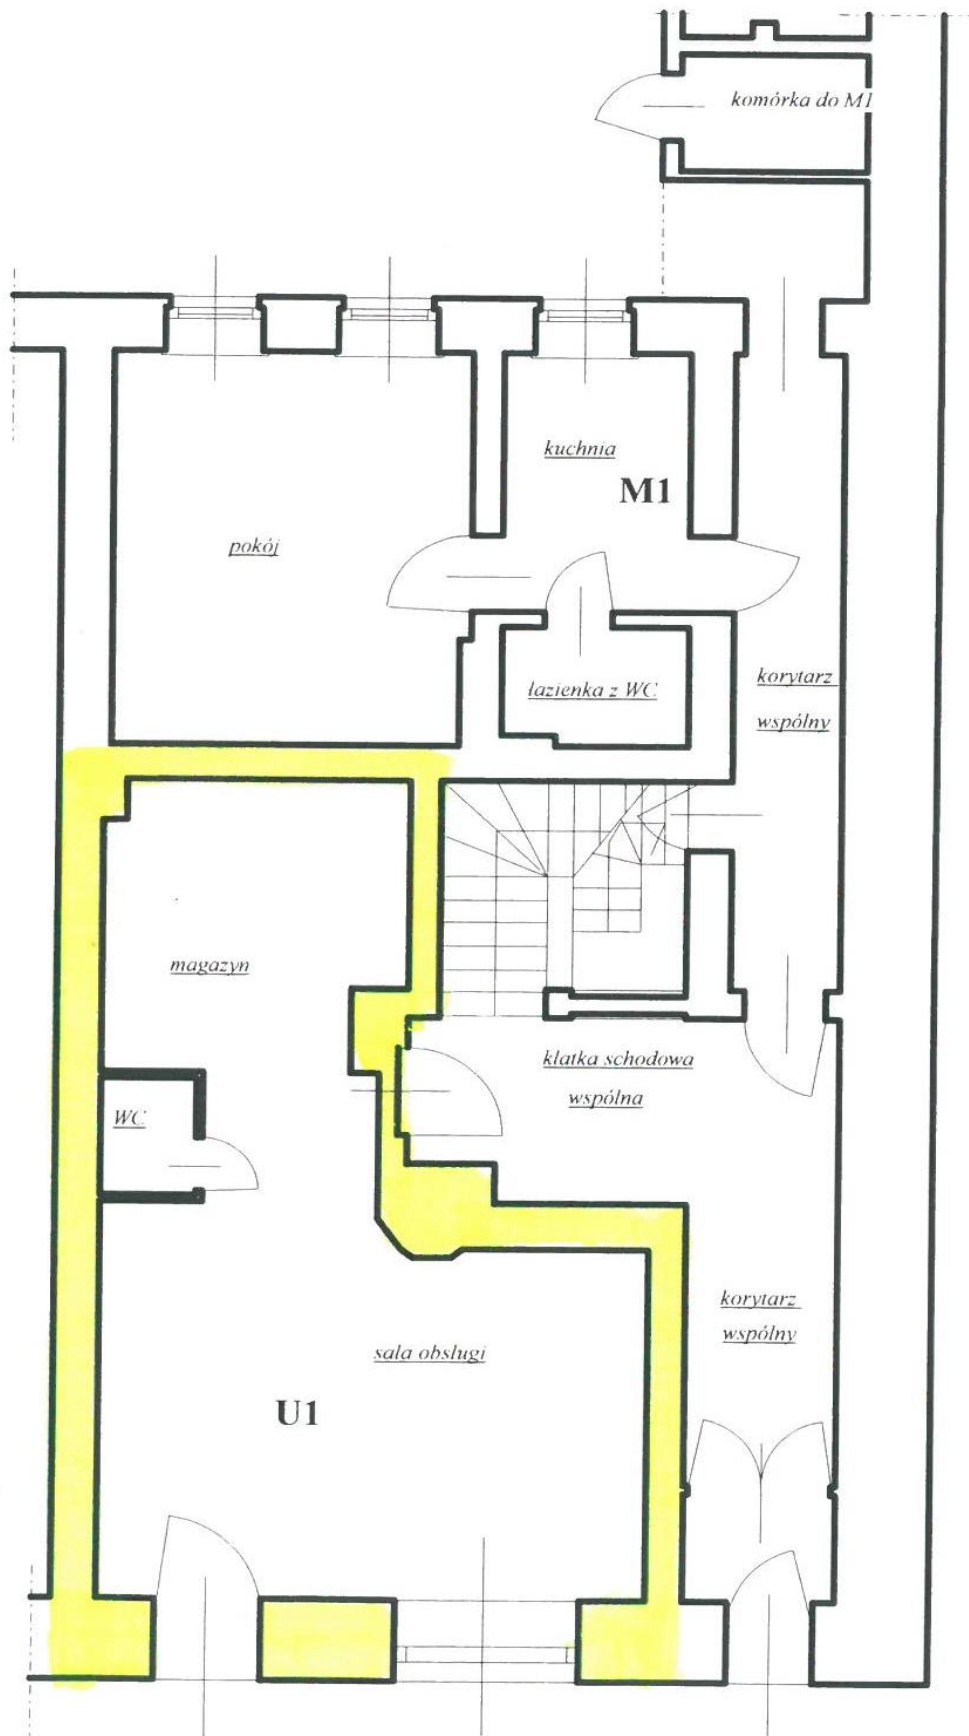 komórka do M1
kuchnia
M1
pokój
łazienka z WC
korytarz
wspólny
magazyn
klatka schodowa
wspólna
WC
korytarz
wspólny
sala obsługi
U1